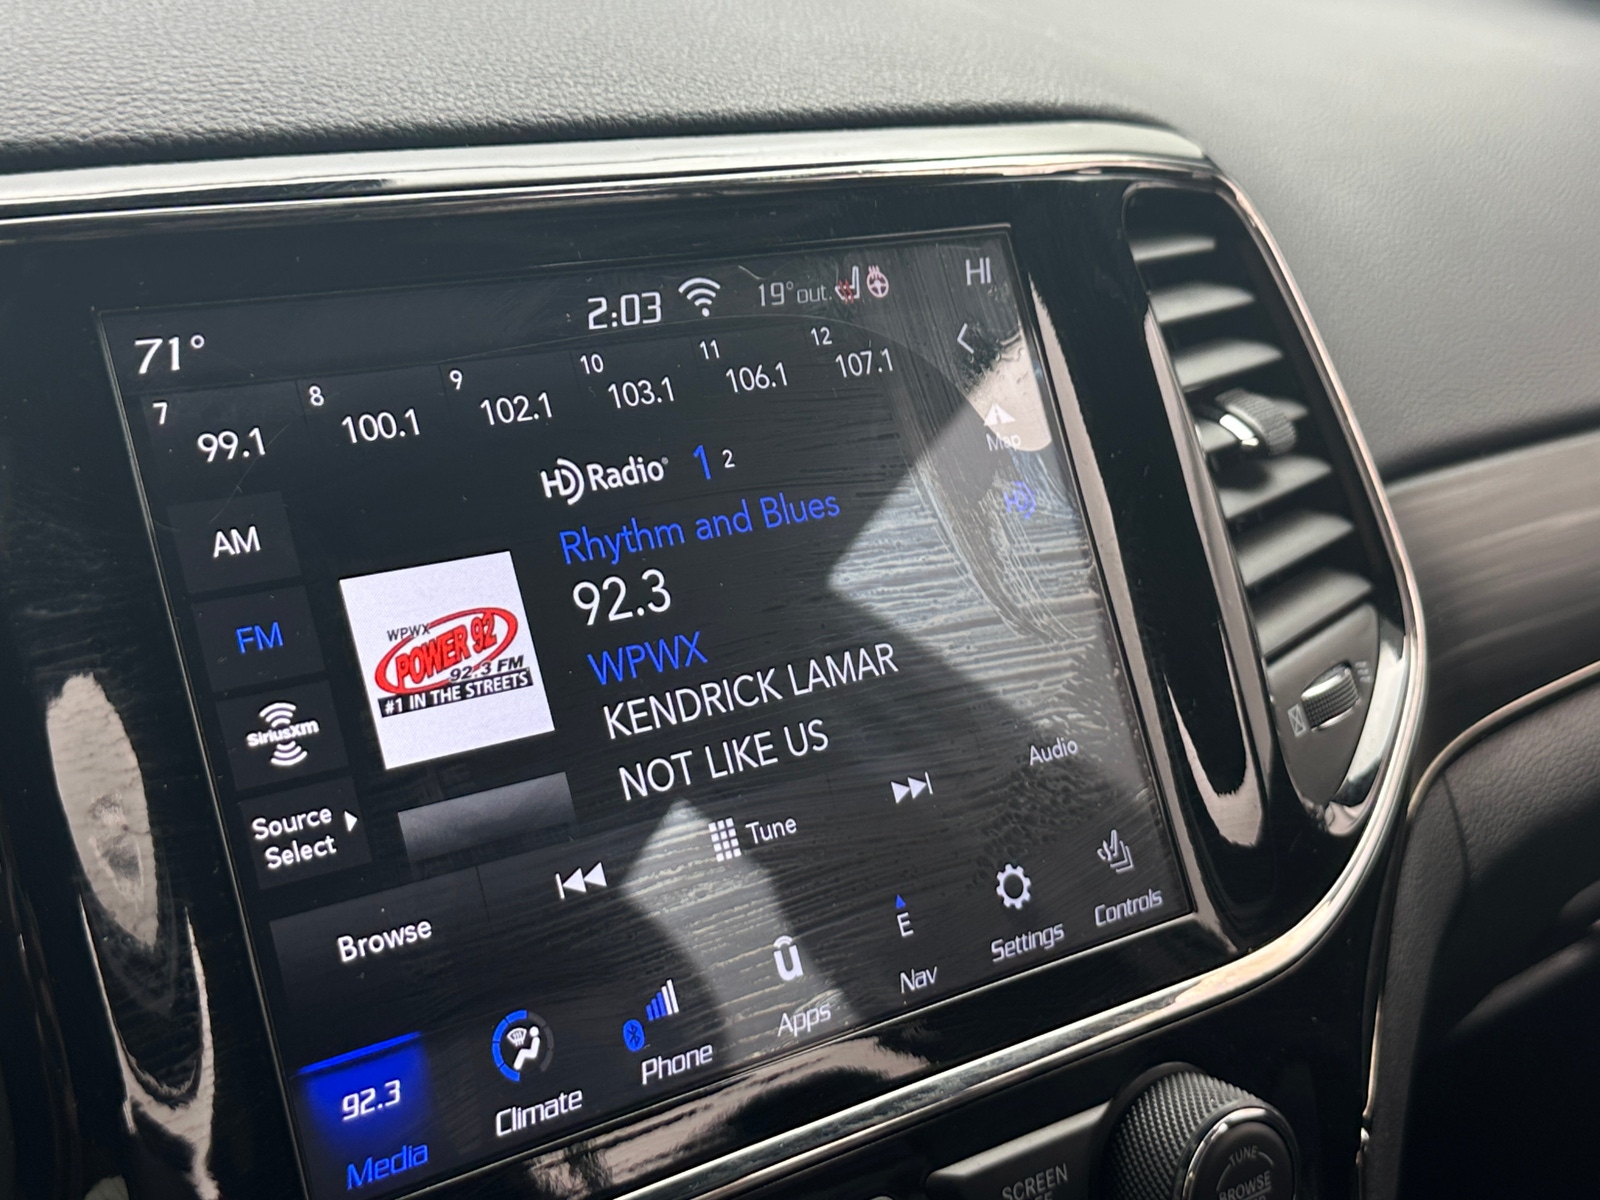 71°
2:03
19° out.
HI
7
99.1
8
100.1
9
102.1
10
103.1
11
106.1
12
107.1
Map
HD Radio® 1 2
HD
Rhythm and Blues
92.3
WPWX
KENDRICK LAMAR
NOT LIKE US
AM
FM
SiriusXM
Source
Select
WPWX
POWER 92
92.3 FM
#1 IN THE STREETS
Tune
Audio
Browse
92.3
Media
Climate
Phone
Apps
E
Nav
Settings
Controls
SCREEN
TUNE
BROWSE